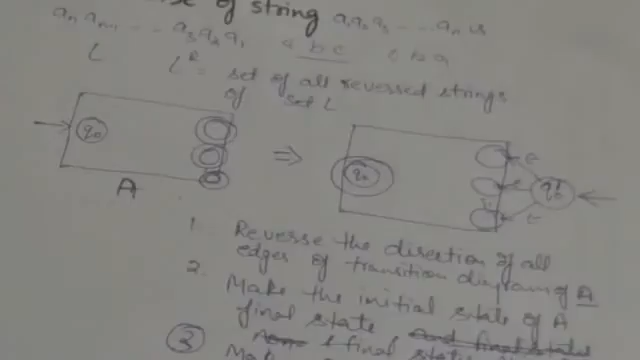 of string a₁a₂a₃ ---- aₙ is
aₙ aₙ₋₁ --- a₃a₂a₁ a b c c b a
L Lᴿ = set of all reversed strings
of set L
q₀
A
⇒
q₀
ε
ε
ε
q₀'
1. Reverse the direction of all
edges of transition diagram of A
2. Make the initial state of A
final state
3